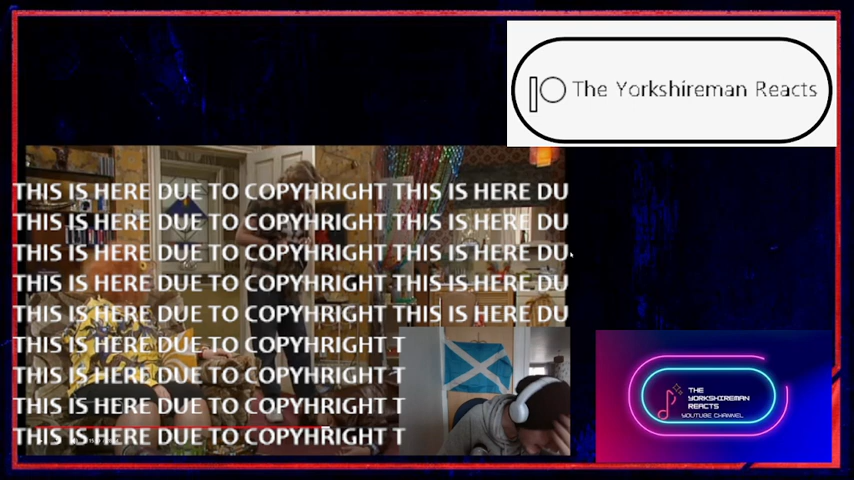 The Yorkshireman Reacts
THIS IS HERE DUE TO COPYHRIGHT THIS IS HERE DU
THIS IS HERE DUE TO COPYHRIGHT THIS IS HERE DU
THIS IS HERE DUE TO COPYHRIGHT THIS IS HERE DU
THIS IS HERE DUE TO COPYHRIGHT THIS IS HERE DU
THIS IS HERE DUE TO COPYHRIGHT THIS IS HERE DU
THIS IS HERE DUE TO COPYHRIGHT T
THIS IS HERE DUE TO COPYHRIGHT T
THIS IS HERE DUE TO COPYHRIGHT T
THIS IS HERE DUE TO COPYHRIGHT T
THE
YORKSHIREMAN
REACTS
YOUTUBE CHANNEL